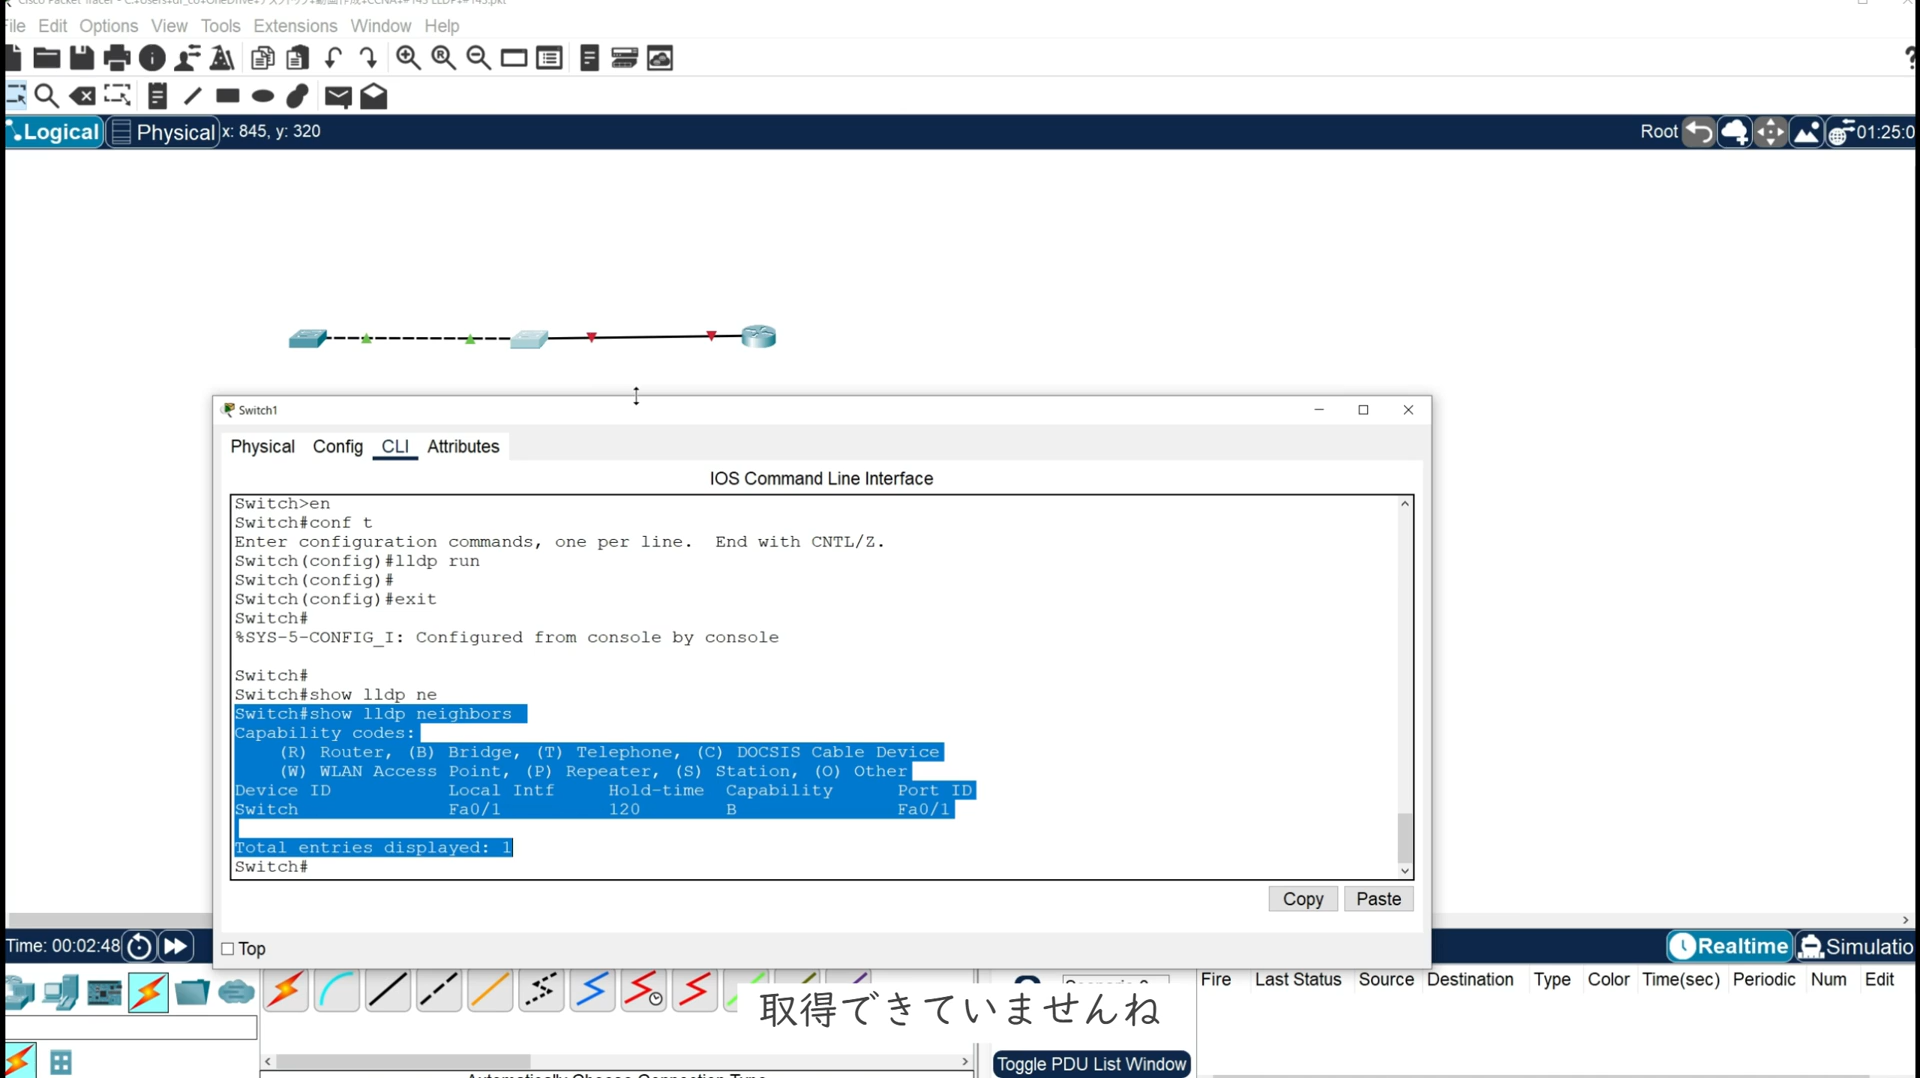 File Edit Options View Tools Extensions Window Help
Logical Physical x: 845, y: 320 Root 01:25:0
Switch1
Physical Config CLI Attributes
IOS Command Line Interface
Switch>en
Switch#conf t
Enter configuration commands, one per line.  End with CNTL/Z.
Switch(config)#lldp run
Switch(config)#
Switch(config)#exit
Switch#
%SYS-5-CONFIG_I: Configured from console by console
Switch#
Switch#show lldp ne
Switch#show lldp neighbors
Capability codes:
(R) Router, (B) Bridge, (T) Telephone, (C) DOCSIS Cable Device
(W) WLAN Access Point, (P) Repeater, (S) Station, (O) Other
Device ID Local Intf Hold-time Capability Port ID
Switch Fa0/1 120 B Fa0/1
Total entries displayed: 1
Switch#
Copy Paste
Top
Time: 00:02:48 Realtime Simulatio
Fire Last Status Source Destination Type Color Time(sec) Periodic Num Edit
取得できていませんね
Toggle PDU List Window